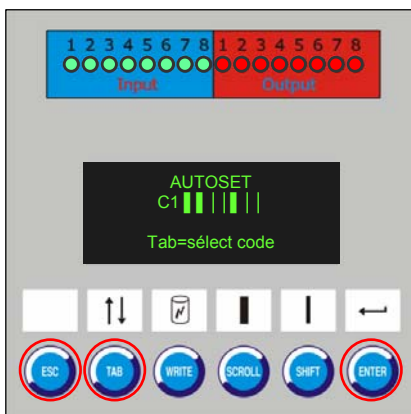 1 2 3 4 5 6 7 8 1 2 3 4 5 6 7 8
Input Output
AUTOSET
C1
Tab=sélect code
ESC TAB WRITE SCROLL SHIFT ENTER